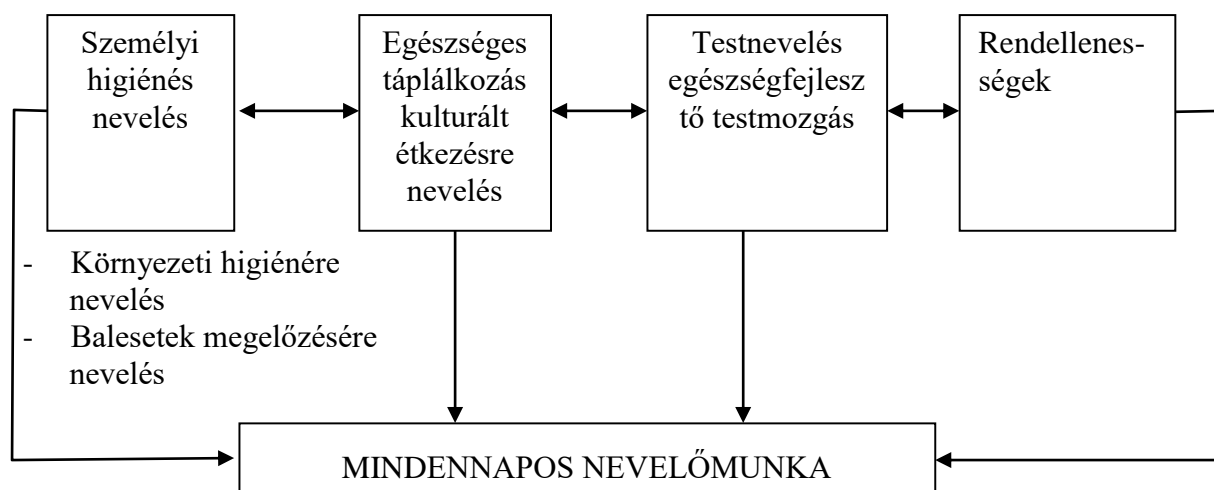 Személyi
higiénés
nevelés
Egészséges
táplálkozás
kulturált
étkezésre
nevelés
Testnevelés
egészségfejlesz
tő testmozgás
Rendellenes-
ségek
- Környezeti higiénére
nevelés
- Balesetek megelőzésére
nevelés
MINDENNAPOS NEVELŐMUNKA